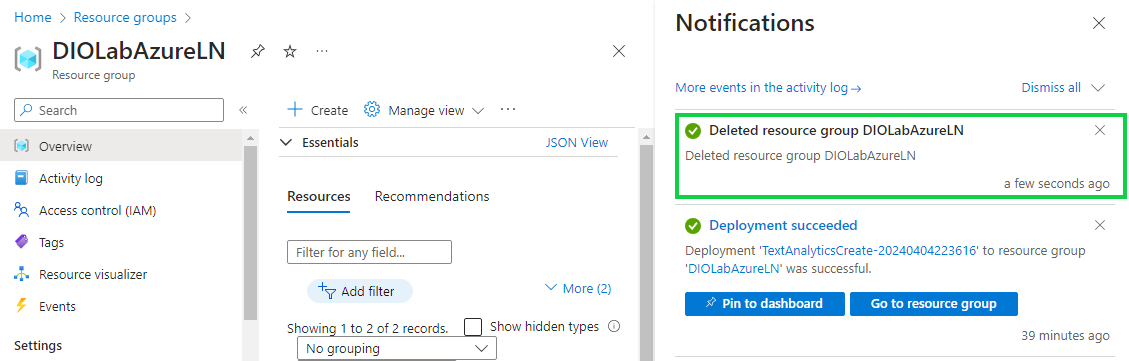 Home > Resource groups >
DIOLabAzureLN
Resource group
Search
Overview
Activity log
Access control (IAM)
Tags
Resource visualizer
Events
Settings
+ Create
Manage view
Essentials
JSON View
Resources
Recommendations
Filter for any field...
Add filter
More (2)
Showing 1 to 2 of 2 records.
Show hidden types
No grouping
Notifications
More events in the activity log →
Dismiss all
Deleted resource group DIOLabAzureLN
Deleted resource group DIOLabAzureLN
a few seconds ago
Deployment succeeded
Deployment 'TextAnalyticsCreate-20240404223616' to resource group
'DIOLabAzureLN' was successful.
Pin to dashboard
Go to resource group
39 minutes ago